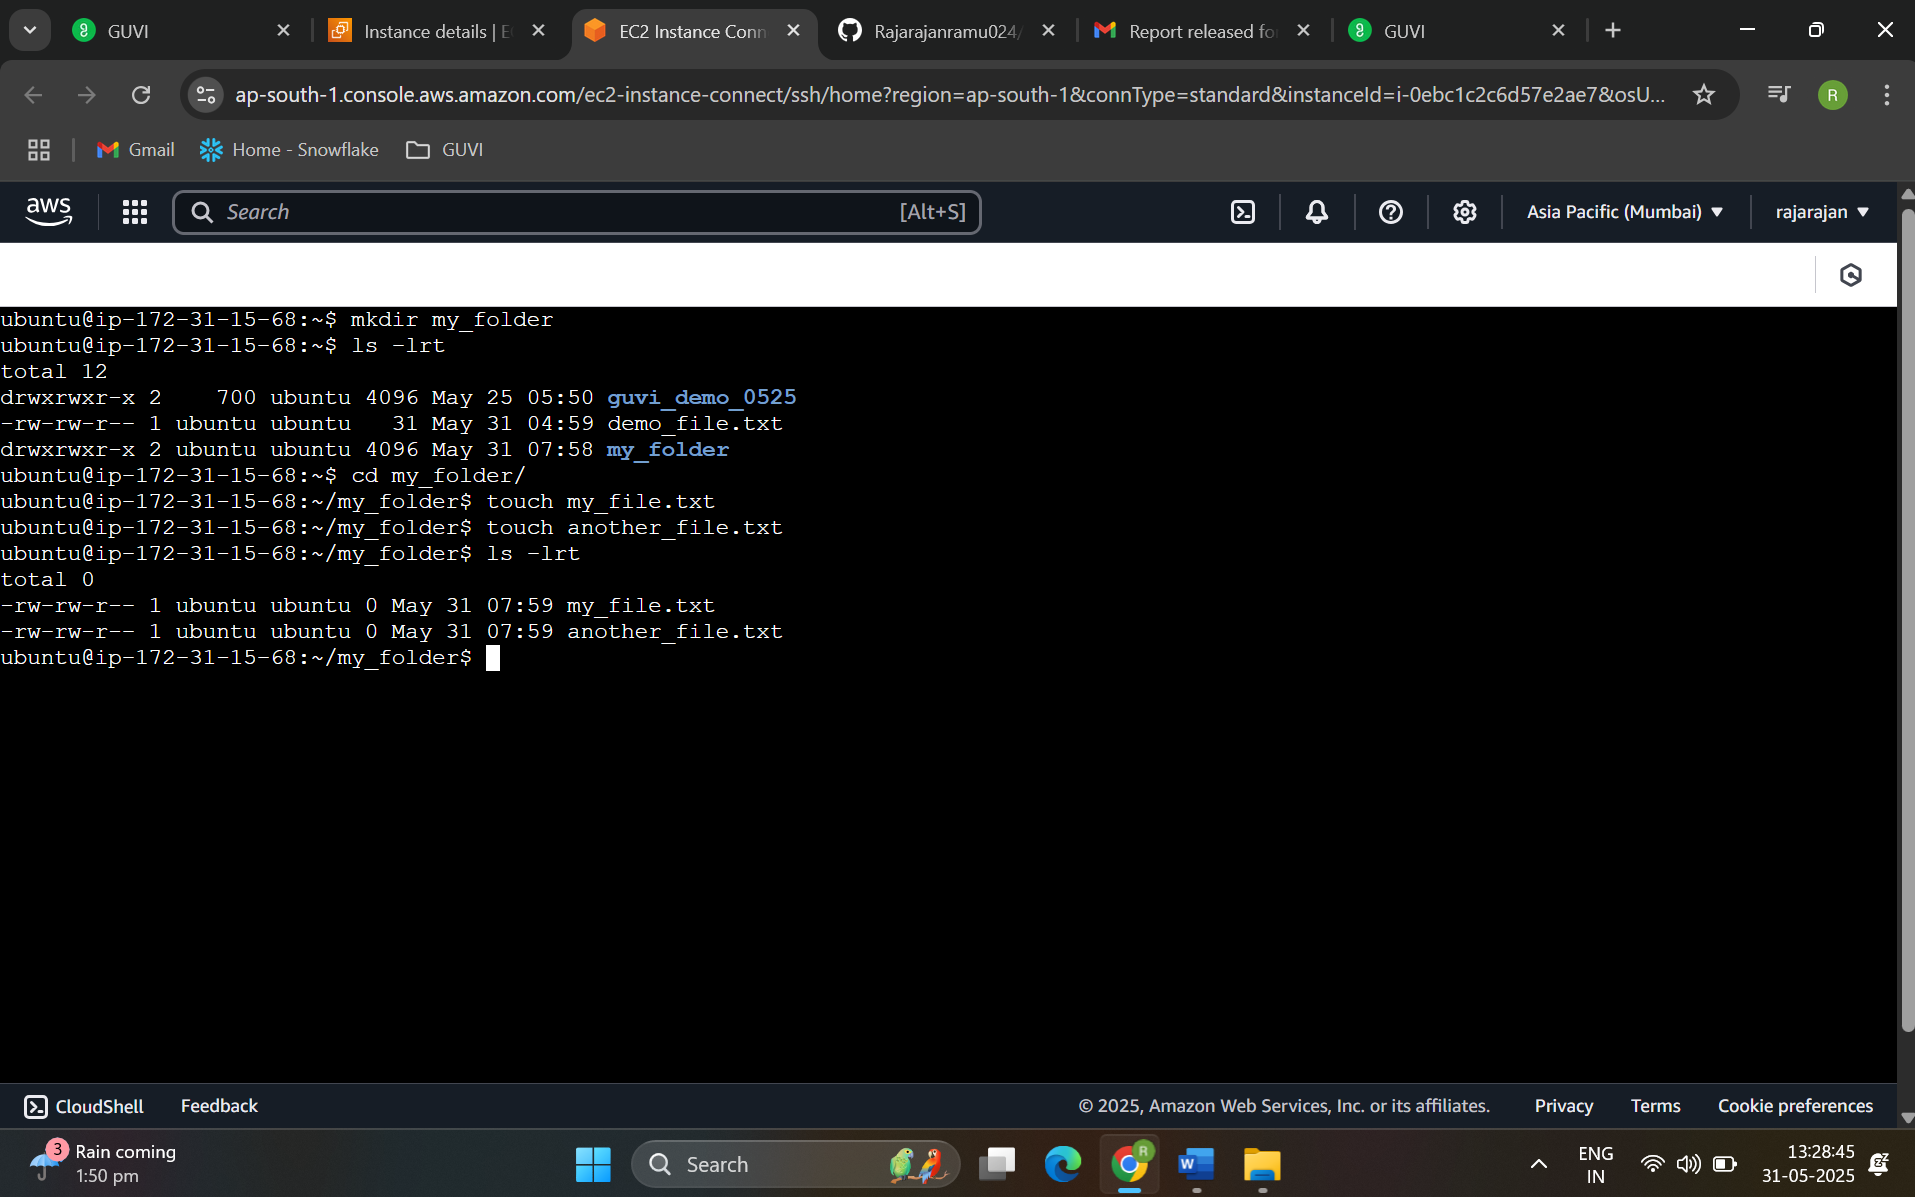 GUVI
Instance details | E
EC2 Instance Conn
Rajarajanramu024/
Report released fo
GUVI
ap-south-1.console.aws.amazon.com/ec2-instance-connect/ssh/home?region=ap-south-1&connType=standard&instanceId=i-0ebc1c2c6d57e2ae7&osU...
R
Gmail
Home - Snowflake
GUVI
aws
Search
[Alt+S]
Asia Pacific (Mumbai)
rajarajan
ubuntu@ip-172-31-15-68:~$ mkdir my_folder
ubuntu@ip-172-31-15-68:~$ ls -lrt
total 12
drwxrwxr-x 2    700 ubuntu 4096 May 25 05:50 guvi_demo_0525
-rw-rw-r-- 1 ubuntu ubuntu   31 May 31 04:59 demo_file.txt
drwxrwxr-x 2 ubuntu ubuntu 4096 May 31 07:58 my_folder
ubuntu@ip-172-31-15-68:~$ cd my_folder/
ubuntu@ip-172-31-15-68:~/my_folder$ touch my_file.txt
ubuntu@ip-172-31-15-68:~/my_folder$ touch another_file.txt
ubuntu@ip-172-31-15-68:~/my_folder$ ls -lrt
total 0
-rw-rw-r-- 1 ubuntu ubuntu 0 May 31 07:59 my_file.txt
-rw-rw-r-- 1 ubuntu ubuntu 0 May 31 07:59 another_file.txt
ubuntu@ip-172-31-15-68:~/my_folder$
CloudShell
Feedback
© 2025, Amazon Web Services, Inc. or its affiliates.
Privacy
Terms
Cookie preferences
3
Rain coming
1:50 pm
Search
R
W
ENG
IN
13:28:45
31-05-2025